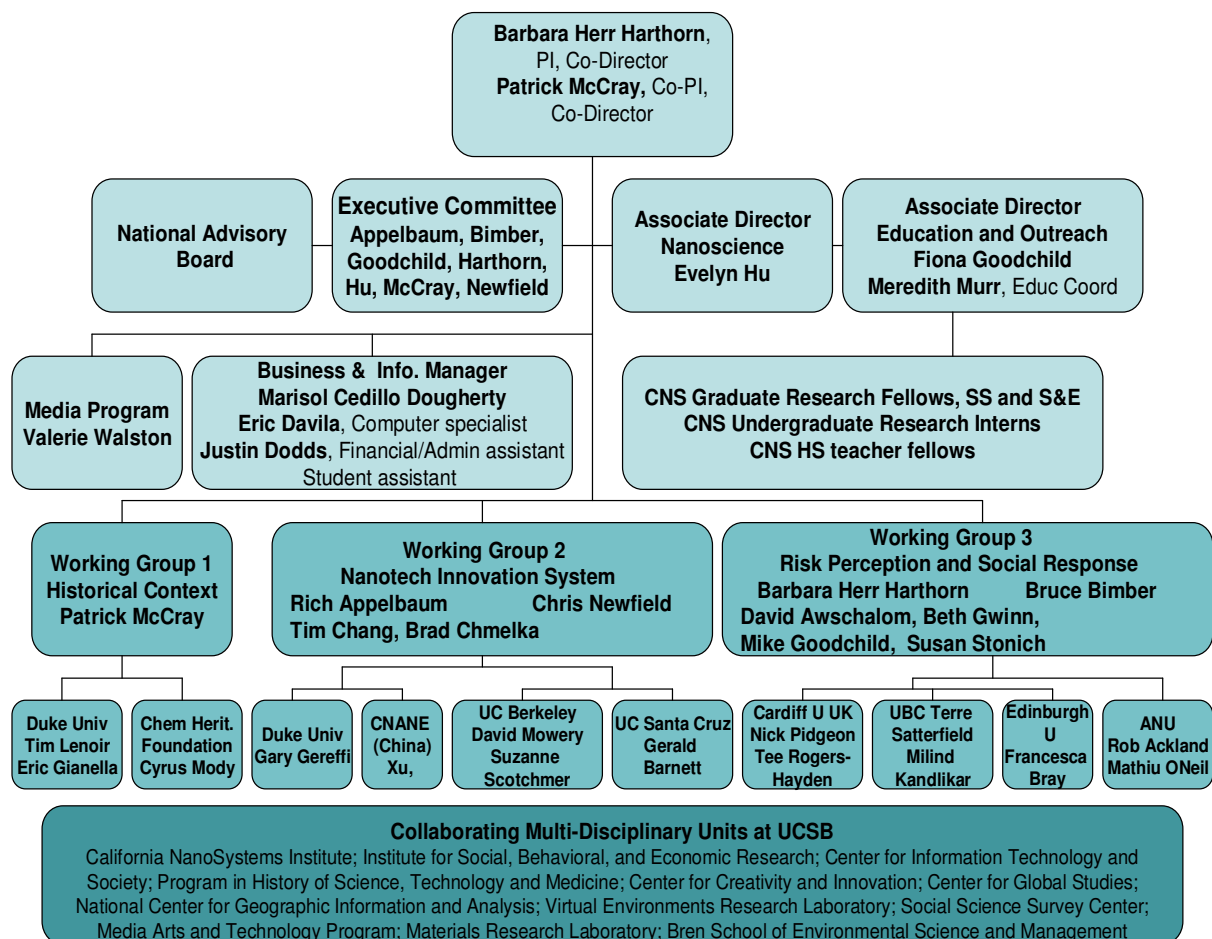 Barbara Herr Harthorn,
PI, Co-Director
Patrick McCray, Co-PI,
Co-Director
National Advisory
Board
Executive Committee
Appelbaum, Bimber,
Goodchild, Harthorn,
Hu, McCray, Newfield
Associate Director
Nanoscience
Evelyn Hu
Associate Director
Education and Outreach
Fiona Goodchild
Meredith Murr, Educ Coord
Media Program
Valerie Walston
Business & Info. Manager
Marisol Cedillo Dougherty
Eric Davila, Computer specialist
Justin Dodds, Financial/Admin assistant
Student assistant
CNS Graduate Research Fellows, SS and S&E
CNS Undergraduate Research Interns
CNS HS teacher fellows
Working Group 1
Historical Context
Patrick McCray
Working Group 2
Nanotech Innovation System
Rich Appelbaum Chris Newfield
Tim Chang, Brad Chmelka
Working Group 3
Risk Perception and Social Response
Barbara Herr Harthorn Bruce Bimber
David Awschalom, Beth Gwinn,
Mike Goodchild, Susan Stonich
Duke Univ
Tim Lenoir
Eric Gianella
Chem Herit.
Foundation
Cyrus Mody
Duke Univ
Gary Gereffi
CNANE
(China)
Xu,
UC Berkeley
David Mowery
Suzanne
Scotchmer
UC Santa Cruz
Gerald
Barnett
Cardiff U UK
Nick Pidgeon
Tee Rogers-
Hayden
UBC Terre
Satterfield
Milind
Kandlikar
Edinburgh
U
Francesca
Bray
ANU
Rob Ackland
Mathiu ONeil
Collaborating Multi-Disciplinary Units at UCSB
California NanoSystems Institute; Institute for Social, Behavioral, and Economic Research; Center for Information Technology and
Society; Program in History of Science, Technology and Medicine; Center for Creativity and Innovation; Center for Global Studies;
National Center for Geographic Information and Analysis; Virtual Environments Research Laboratory; Social Science Survey Center;
Media Arts and Technology Program; Materials Research Laboratory; Bren School of Environmental Science and Management